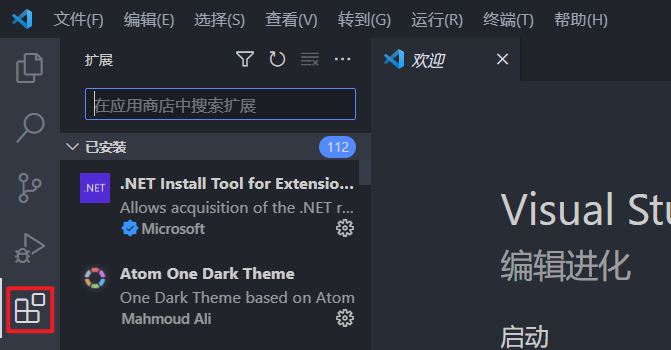 文件(F) 编辑(E) 选择(S) 查看(V) 转到(G) 运行(R) 终端(T) 帮助(H)
扩展
欢迎
在应用商店中搜索扩展
已安装 112
.NET
.NET Install Tool for Extensio...
Allows acquisition of the .NET r...
Microsoft
Atom One Dark Theme
One Dark Theme based on Atom
Mahmoud Ali
Visual Stu
编辑进化
启动